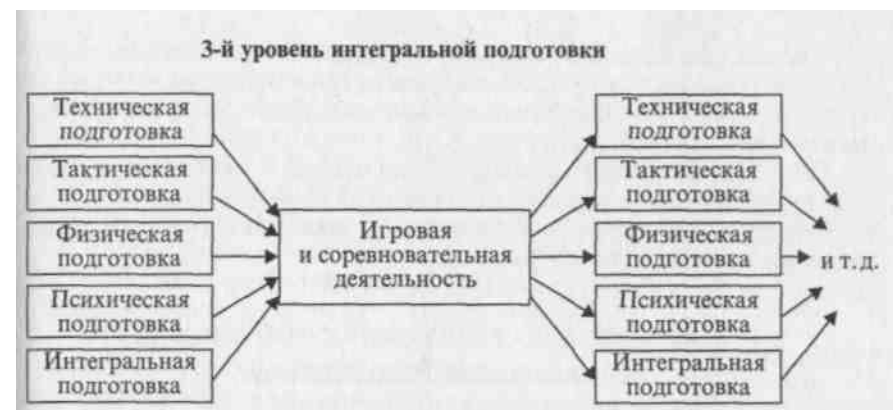 3-й уровень интегральной подготовки
Техническая
подготовка
Тактическая
подготовка
Физическая
подготовка
Психическая
подготовка
Интегральная
подготовка
Игровая
и соревновательная
деятельность
Техническая
подготовка
Тактическая
подготовка
Физическая
подготовка
Психическая
подготовка
Интегральная
подготовка
и т. д.